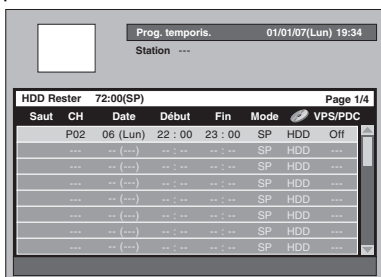 Prog. temporis. 01/01/07(Lun) 19:34
Station ---
HDD Rester 72:00(SP) Page 1/4
Saut CH Date Début Fin Mode VPS/PDC
P02 06 (Lun) 22 : 00 23 : 00 SP HDD Off
--- -- (---) -- : -- -- : -- SP HDD ---
--- -- (---) -- : -- -- : -- SP HDD ---
--- -- (---) -- : -- -- : -- SP HDD ---
--- -- (---) -- : -- -- : -- SP HDD ---
--- -- (---) -- : -- -- : -- SP HDD ---
--- -- (---) -- : -- -- : -- SP HDD ---
--- -- (---) -- : -- -- : -- SP HDD ---